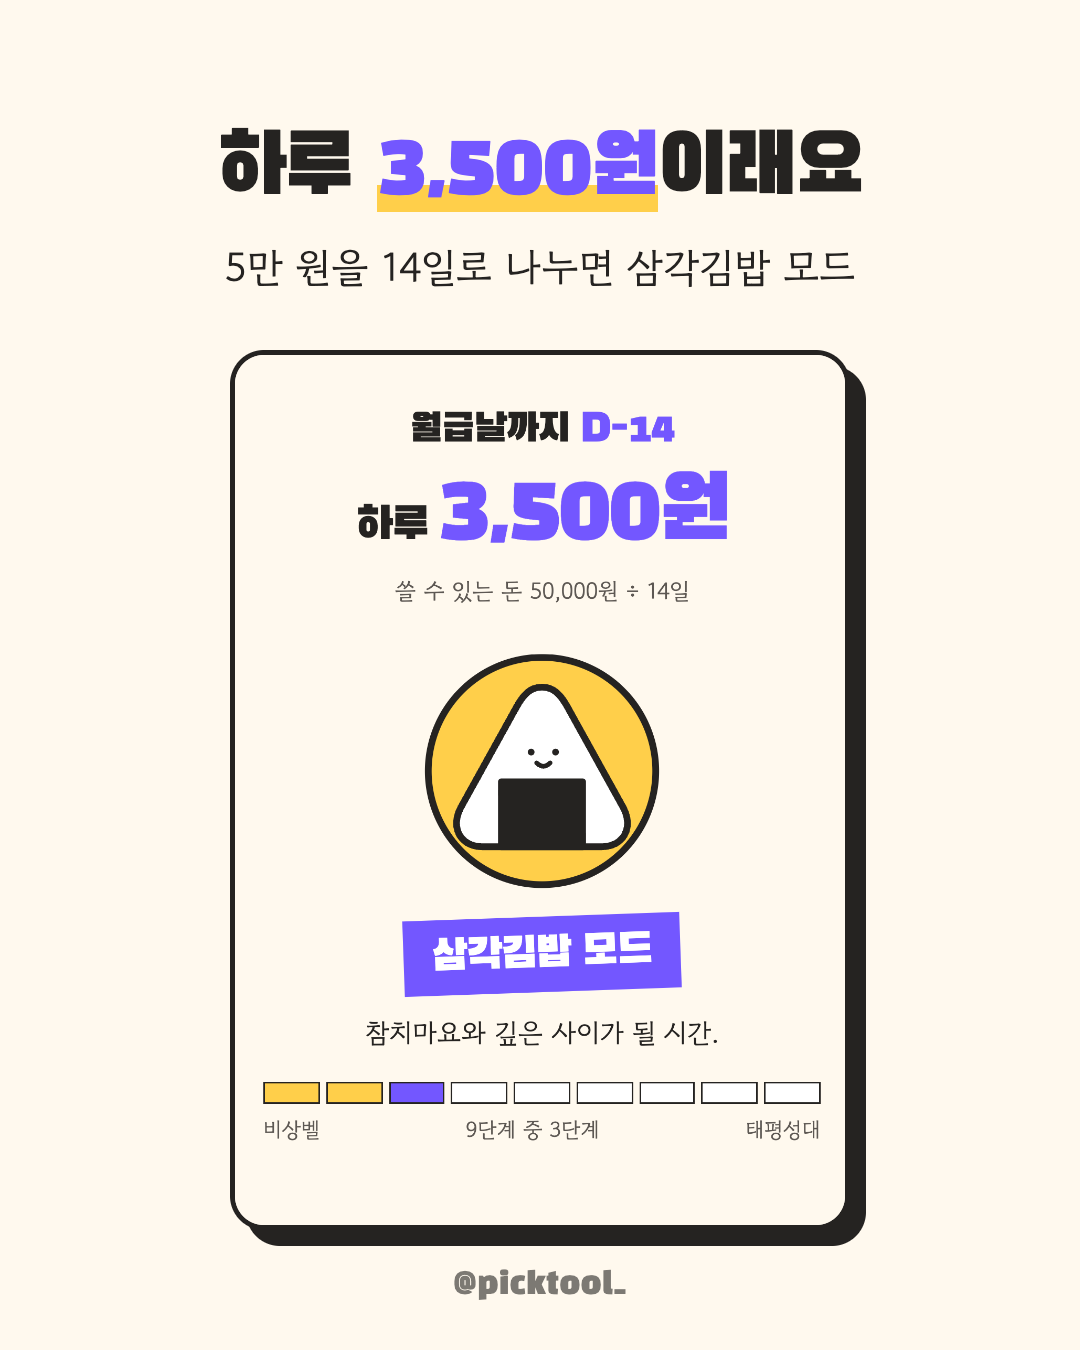 하루 3,500원이래요
5만 원을 14일로 나누면 삼각김밥 모드
월급날까지 D-14
하루 3,500원
쓸 수 있는 돈 50,000원 ÷ 14일
삼각김밥 모드
참치마요와 깊은 사이가 될 시간.
비상벨 9단계 중 3단계 태평성대
@picktool_